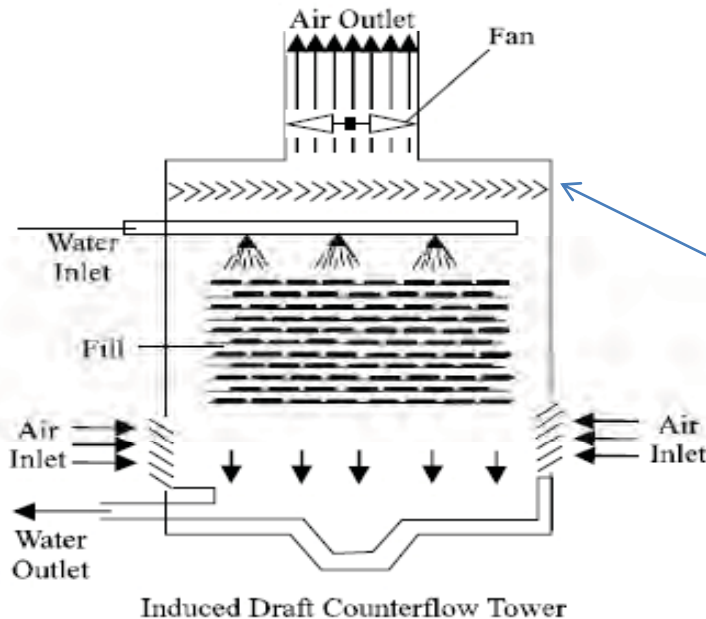 Air Outlet
Fan
Water
Inlet
Fill
Air
Inlet
Air
Inlet
Water
Outlet
Induced Draft Counterflow Tower